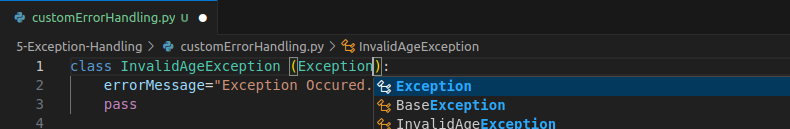 customErrorHandling.py U ●
5-Exception-Handling > customErrorHandling.py > InvalidAgeException
1 class InvalidAgeException (Exception):
2 errorMessage="Exception Occured. Exception
3 pass BaseException
4 InvalidAgeException